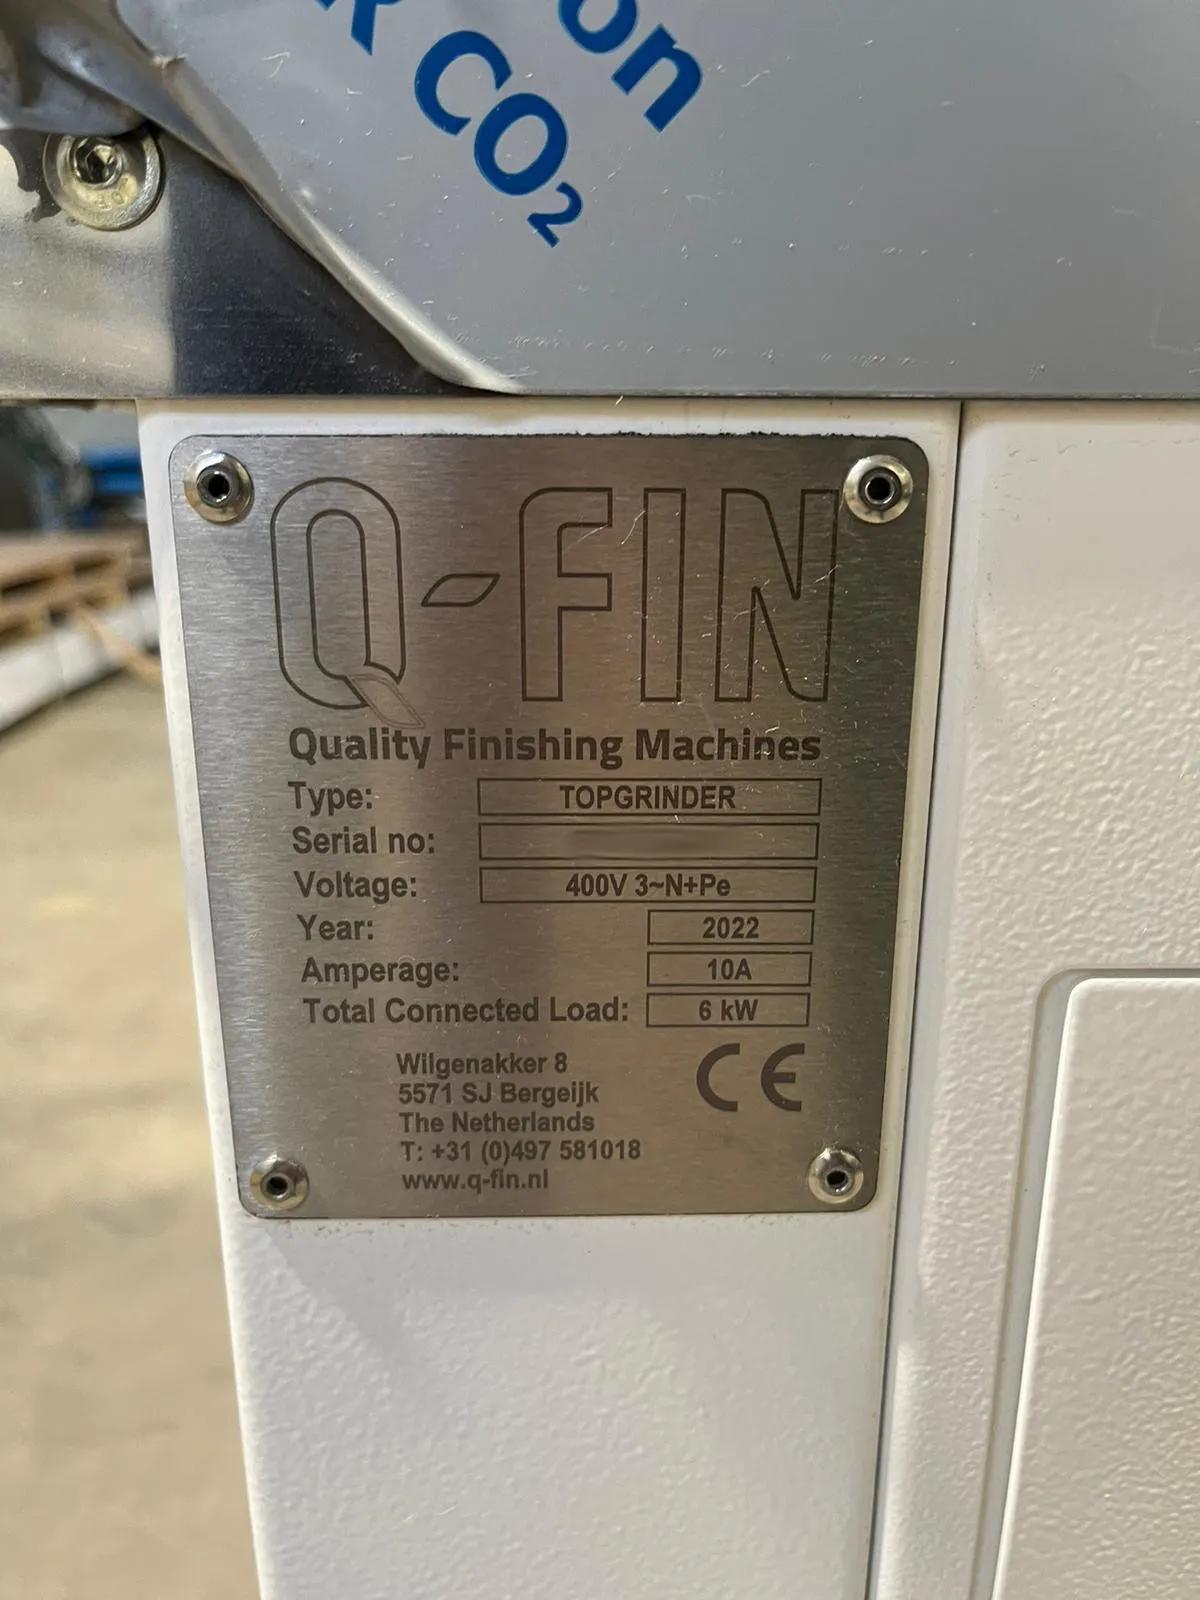 on
CO₂
Q-FIN
Quality Finishing Machines
Type: TOPGRINDER
Serial no:
Voltage: 400V 3~N+Pe
Year: 2022
Amperage: 10A
Total Connected Load: 6 kW
Wilgenakker 8
5571 SJ Bergeijk
The Netherlands
T: +31 (0)497 581018
www.q-fin.nl
CE